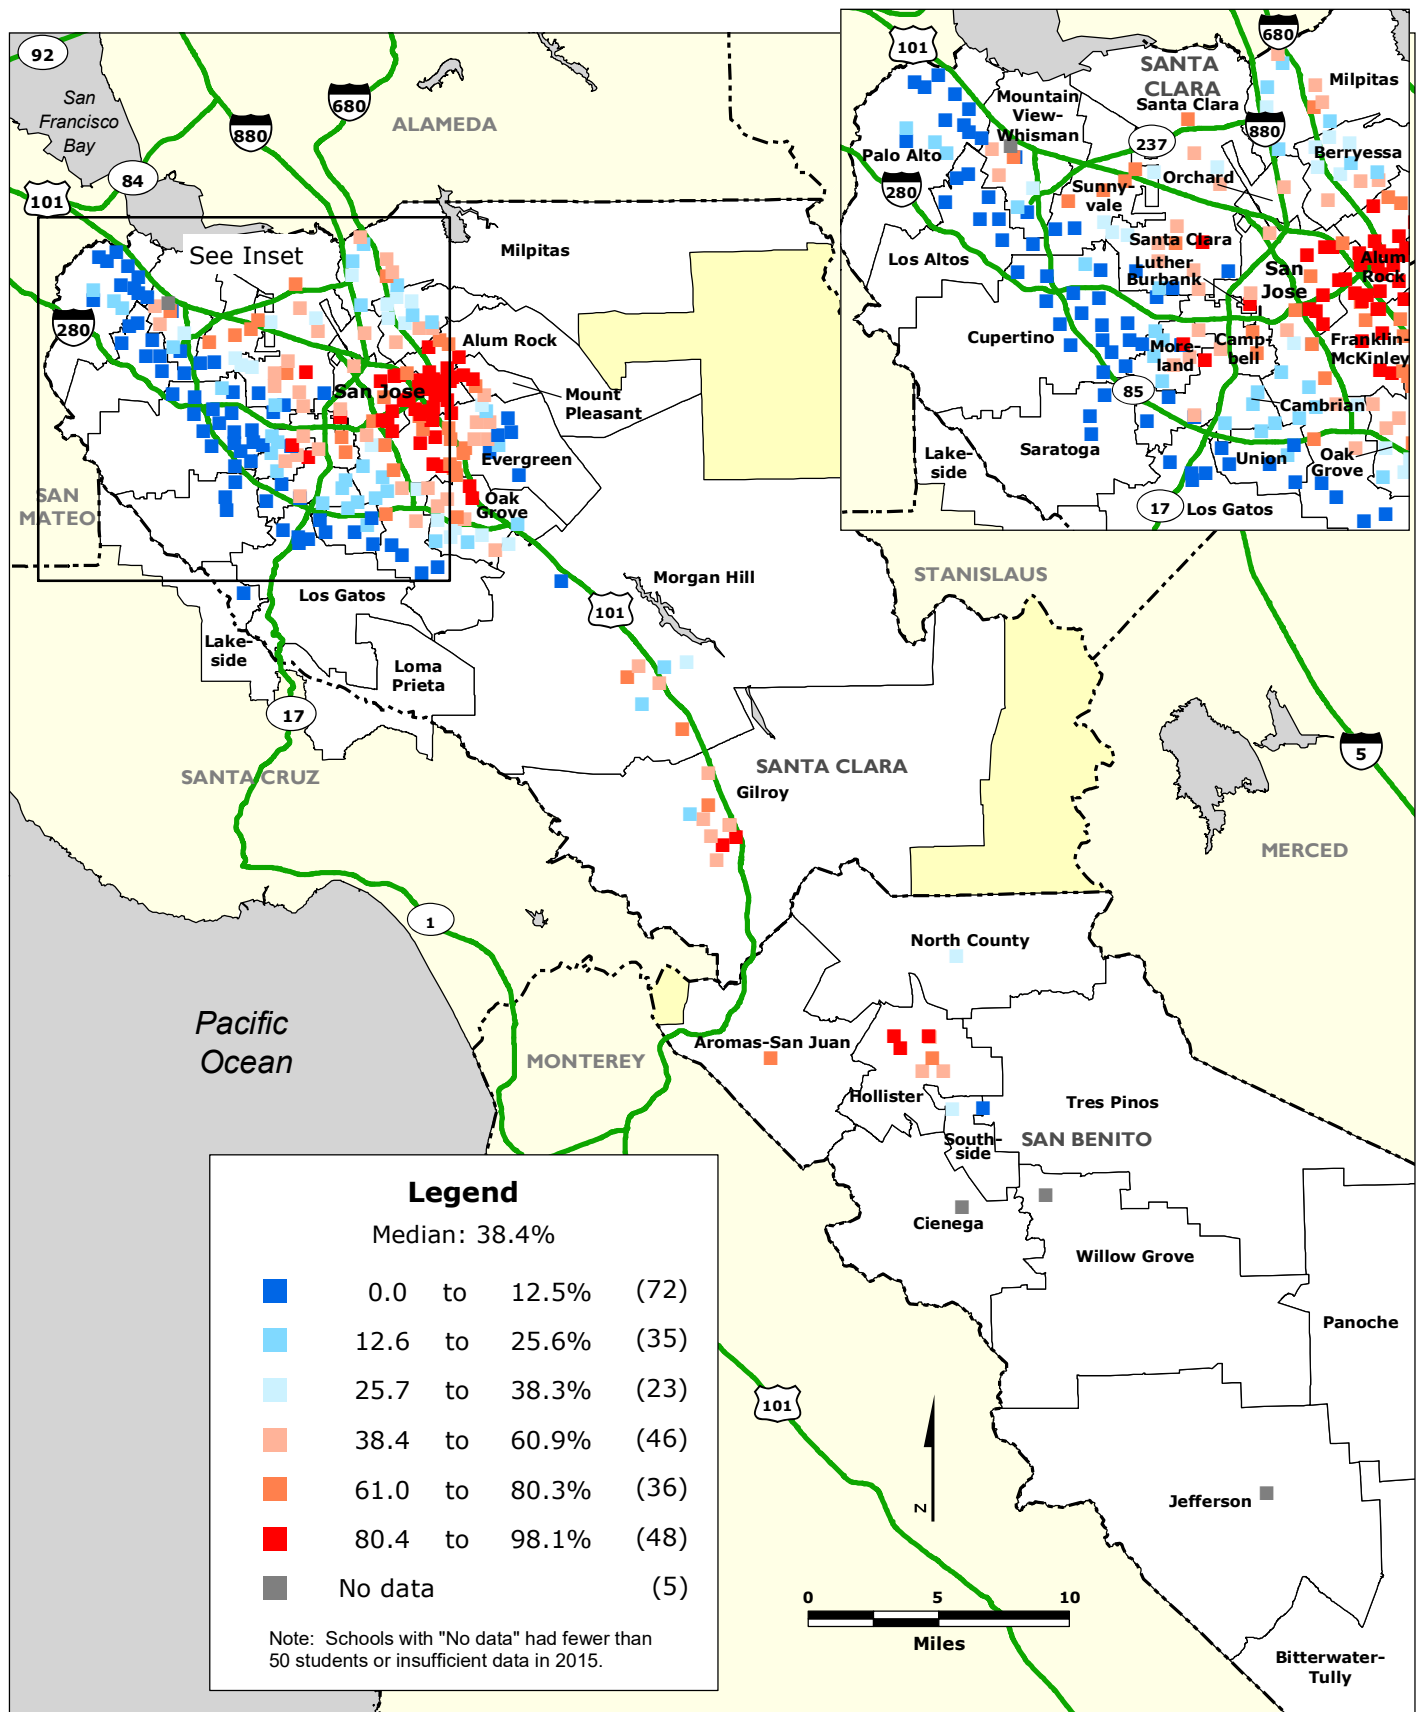 92
San
Francisco
Bay
84
101
880
680
ALAMEDA
See Inset
Milpitas
280
Alum Rock
San Jose
Mount
Pleasant
Evergreen
Oak
Grove
SAN
MATEO
Los Gatos
Lake-
side
Loma
Prieta
17
Morgan Hill
101
STANISLAUS
SANTA CRUZ
SANTA CLARA
Gilroy
5
MERCED
1
North County
Pacific
Ocean
MONTEREY
Aromas-San Juan
Hollister
Tres Pinos
South-
side
SAN BENITO
Cienega
Willow Grove
Panoche
Jefferson
Bitterwater-
Tully
101
N
0 5 10
Miles
101
680
SANTA
CLARA
Milpitas
Mountain
View-
Whisman
Santa Clara
880
237
Palo Alto
Berryessa
280
Orchard
Sunny-
vale
Los Altos
Santa Clara
Luther
Burbank
San
Jose
Alum
Rock
Cupertino
More-
land
Camp-
bell
Franklin-
McKinley
85
Cambrian
Saratoga
Lake-
side
Union
Oak
Grove
17
Los Gatos
Legend
Median: 38.4%
0.0 to 12.5% (72)
12.6 to 25.6% (35)
25.7 to 38.3% (23)
38.4 to 60.9% (46)
61.0 to 80.3% (36)
80.4 to 98.1% (48)
No data (5)
Note: Schools with "No data" had fewer than
50 students or insufficient data in 2015.